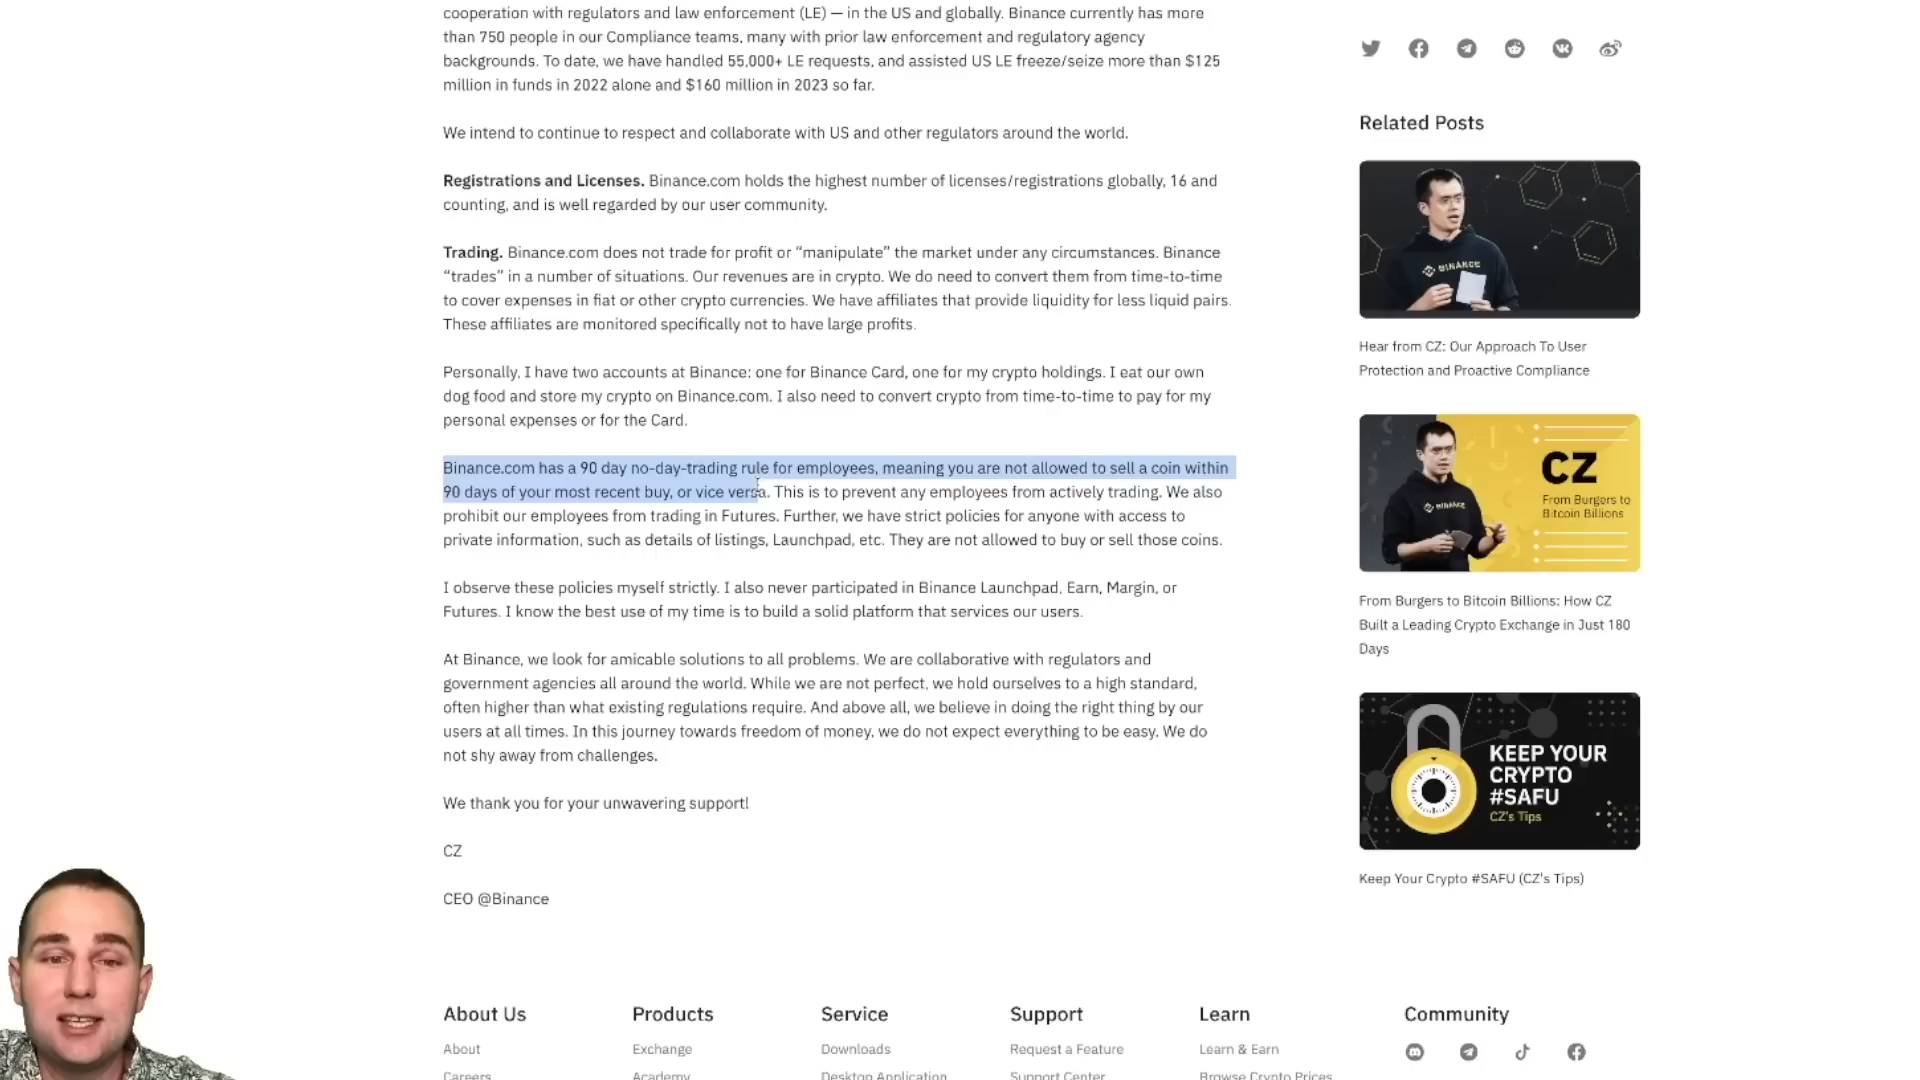 cooperation with regulators and law enforcement (LE) — in the US and globally. Binance currently has more
than 750 people in our Compliance teams, many with prior law enforcement and regulatory agency
backgrounds. To date, we have handled 55,000+ LE requests, and assisted US LE freeze/seize more than $125
million in funds in 2022 alone and $160 million in 2023 so far.
We intend to continue to respect and collaborate with US and other regulators around the world.
Registrations and Licenses. Binance.com holds the highest number of licenses/registrations globally, 16 and
counting, and is well regarded by our user community.
Trading. Binance.com does not trade for profit or “manipulate” the market under any circumstances. Binance
“trades” in a number of situations. Our revenues are in crypto. We do need to convert them from time-to-time
to cover expenses in fiat or other crypto currencies. We have affiliates that provide liquidity for less liquid pairs.
These affiliates are monitored specifically not to have large profits.
Personally, I have two accounts at Binance: one for Binance Card, one for my crypto holdings. I eat our own
dog food and store my crypto on Binance.com. I also need to convert crypto from time-to-time to pay for my
personal expenses or for the Card.
Binance.com has a 90 day no-day-trading rule for employees, meaning you are not allowed to sell a coin within
90 days of your most recent buy, or vice versa. This is to prevent any employees from actively trading. We also
prohibit our employees from trading in Futures. Further, we have strict policies for anyone with access to
private information, such as details of listings, Launchpad, etc. They are not allowed to buy or sell those coins.
I observe these policies myself strictly. I also never participated in Binance Launchpad, Earn, Margin, or
Futures. I know the best use of my time is to build a solid platform that services our users.
At Binance, we look for amicable solutions to all problems. We are collaborative with regulators and
government agencies all around the world. While we are not perfect, we hold ourselves to a high standard,
often higher than what existing regulations require. And above all, we believe in doing the right thing by our
users at all times. In this journey towards freedom of money, we do not expect everything to be easy. We do
not shy away from challenges.
We thank you for your unwavering support!
CZ
CEO @Binance
Related Posts
BINANCE
Hear from CZ: Our Approach To User
Protection and Proactive Compliance
BINANCE
CZ
From Burgers to
Bitcoin Billions
From Burgers to Bitcoin Billions: How CZ
Built a Leading Crypto Exchange in Just 180
Days
KEEP YOUR
CRYPTO
#SAFU
CZ's Tips
Keep Your Crypto #SAFU (CZ's Tips)
About Us
Products
Service
Support
Learn
Community
About
Exchange
Downloads
Request a Feature
Learn & Earn
Careers
Academy
Desktop Application
Support Center
Browse Crypto Prices